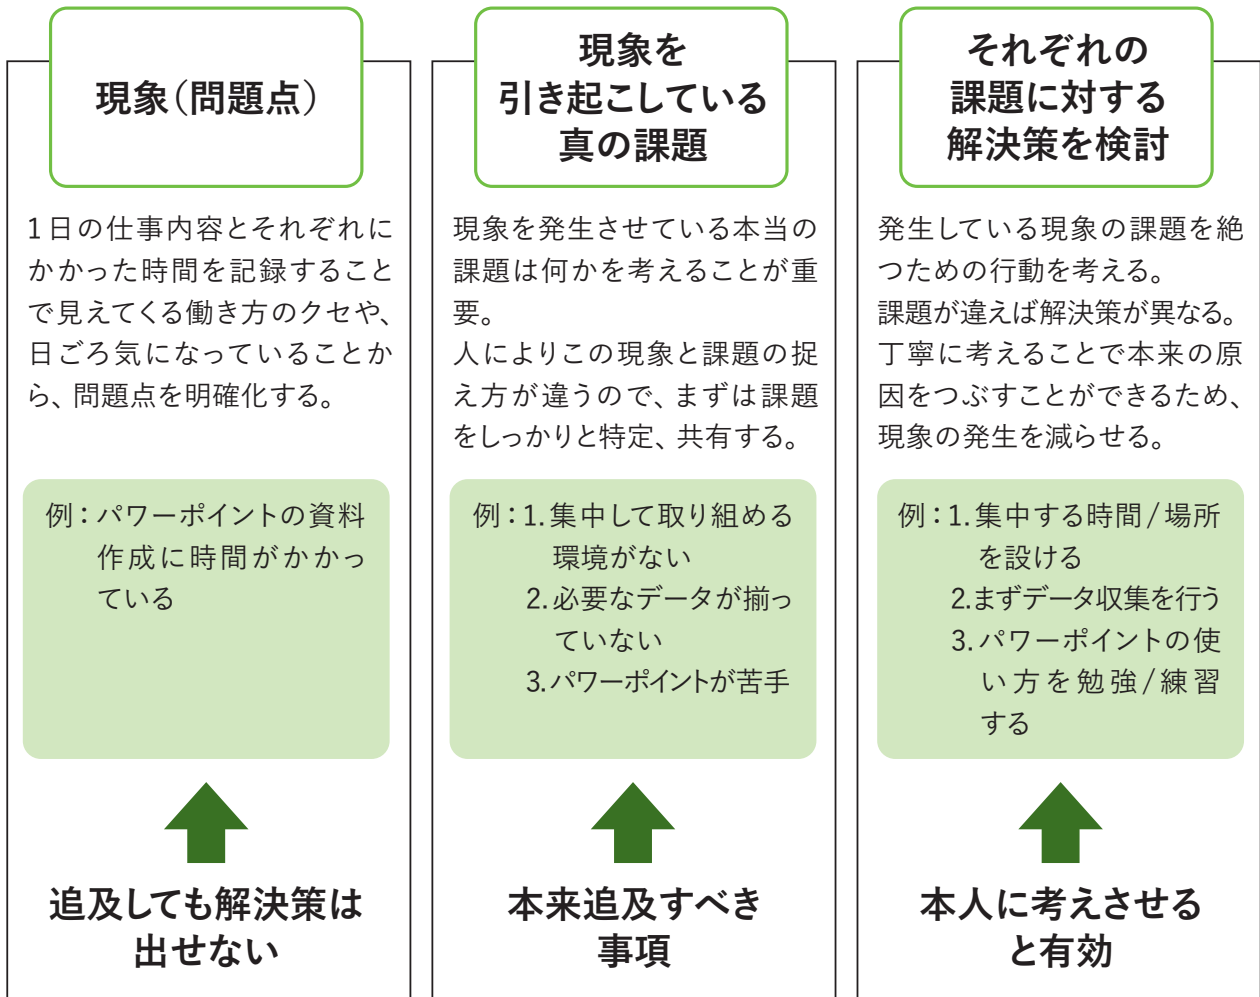 現象（問題点）
1日の仕事内容とそれぞれに
かかった時間を記録すること
で見えてくる働き方のクセや、
日ごろ気になっていることか
ら、問題点を明確化する。
例：パワーポイントの資料
作成に時間がかかっ
ている
追及しても解決策は
出せない
現象を
引き起こしている
真の課題
現象を発生させている本当の
課題は何かを考えることが重
要。
人によりこの現象と課題の捉
え方が違うので、まずは課題
をしっかりと特定、共有する。
例：1.集中して取り組める
環境がない
2.必要なデータが揃っ
ていない
3.パワーポイントが苦手
本来追及すべき
事項
それぞれの
課題に対する
解決策を検討
発生している現象の課題を絶
つための行動を考える。
課題が違えば解決策が異なる。
丁寧に考えることで本来の原
因をつぶすことができるため、
現象の発生を減らせる。
例：1.集中する時間/場所
を設ける
2.まずデータ収集を行う
3.パワーポイントの使
い方を勉強/練習
する
本人に考えさせる
と有効